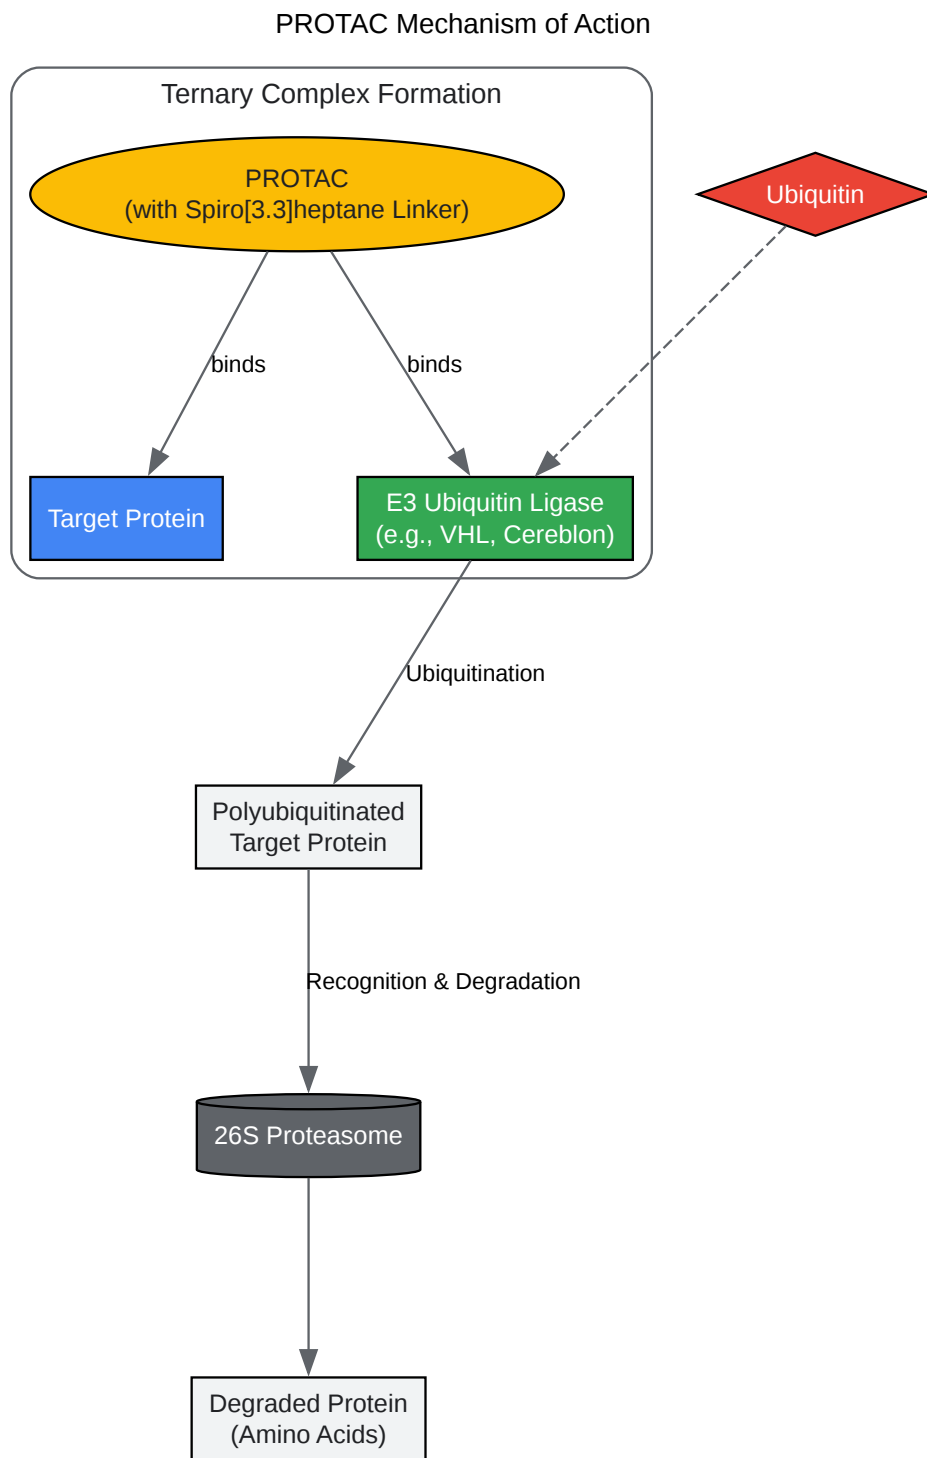 PROTAC Mechanism of Action
Ternary Complex Formation
PROTAC
(with Spiro[3.3]heptane Linker)
Ubiquitin
binds
binds
Target Protein
E3 Ubiquitin Ligase
(e.g., VHL, Cereblon)
Ubiquitination
Polyubiquitinated
Target Protein
Recognition & Degradation
26S Proteasome
Degraded Protein
(Amino Acids)